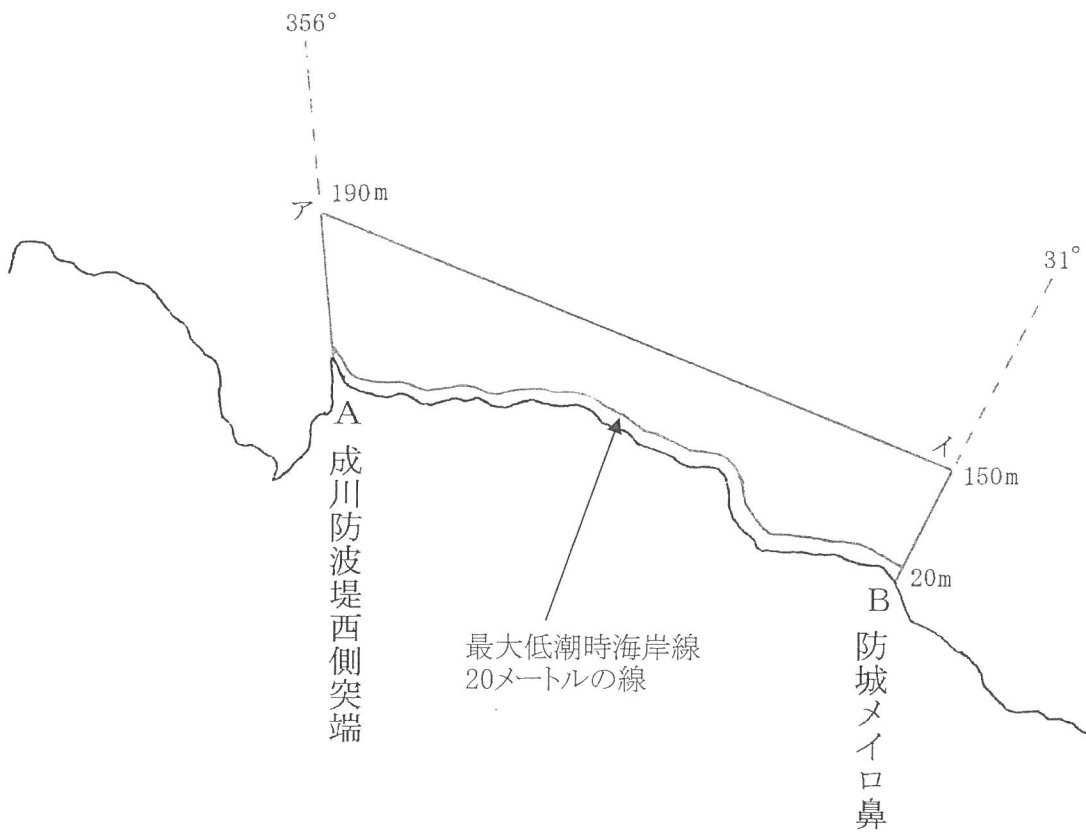 356°
190m
ア
31°
イ
150m
20m
A
成川防波堤西側突端
B
防城メイロ鼻
最大低潮時海岸線
20メートルの線